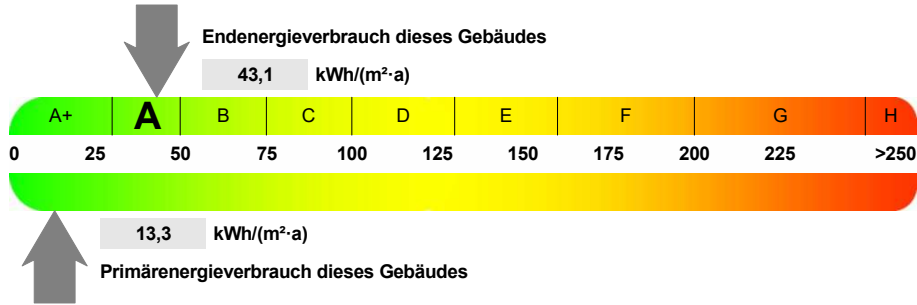 Endenergieverbrauch dieses Gebäudes
43,1 kWh/(m²·a)
A+ A B C D E F G H
0 25 50 75 100 125 150 175 200 225 >250
13,3 kWh/(m²·a)
Primärenergieverbrauch dieses Gebäudes